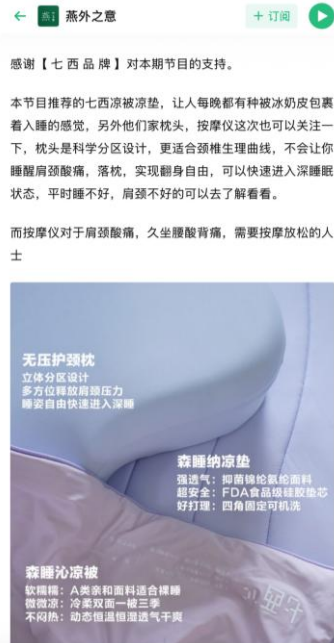 燕外之意
+ 订阅
感谢【 七 西 品 牌 】对本期节目的支持。
本节目推荐的七西凉被凉垫，让人每晚都有种被冰奶皮包裹
着入睡的感觉，另外他们家枕头，按摩仪这次也可以关注一
下，枕头是科学分区设计，更适合颈椎生理曲线，不会让你
睡醒肩颈酸痛，落枕，实现翻身自由，可以快速进入深睡眠
状态，平时睡不好，肩颈不好的可以去了解看看。
而按摩仪对于肩颈酸痛，久坐腰酸背痛，需要按摩放松的人
士
无压护颈枕
立体分区设计
多方位释放肩颈压力
睡姿自由快速进入深睡
森睡纳凉垫
强透气：抑菌锦纶氨纶面料
超安全：FDA食品级硅胶垫芯
好打理：四角固定可机洗
森睡沁凉被
软糯糯：A类亲和面料适合裸睡
微微凉：冷柔双面一被三季
不闷热：动态恒温恒湿透气干爽